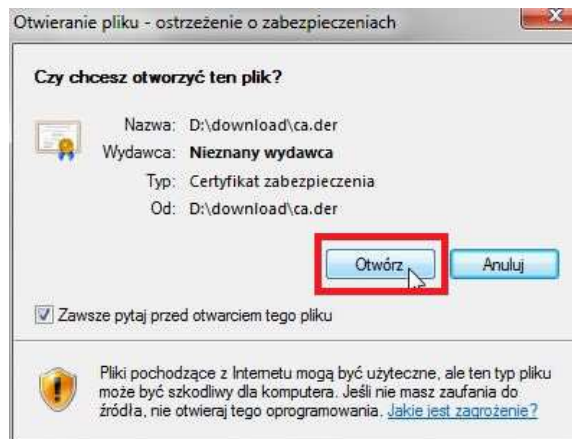 Otwieranie pliku - ostrzeżenie o zabezpieczeniach
Czy chcesz otworzyć ten plik?
Nazwa: D:\download\ca.der
Wydawca: Nieznany wydawca
Typ: Certyfikat zabezpieczenia
Od: D:\download\ca.der
Otwórz Anuluj
Zawsze pytaj przed otwarciem tego pliku
Pliki pochodzące z Internetu mogą być użyteczne, ale ten typ pliku
może być szkodliwy dla komputera. Jeśli nie masz zaufania do
źródła, nie otwieraj tego oprogramowania. Jakie jest zagrożenie?